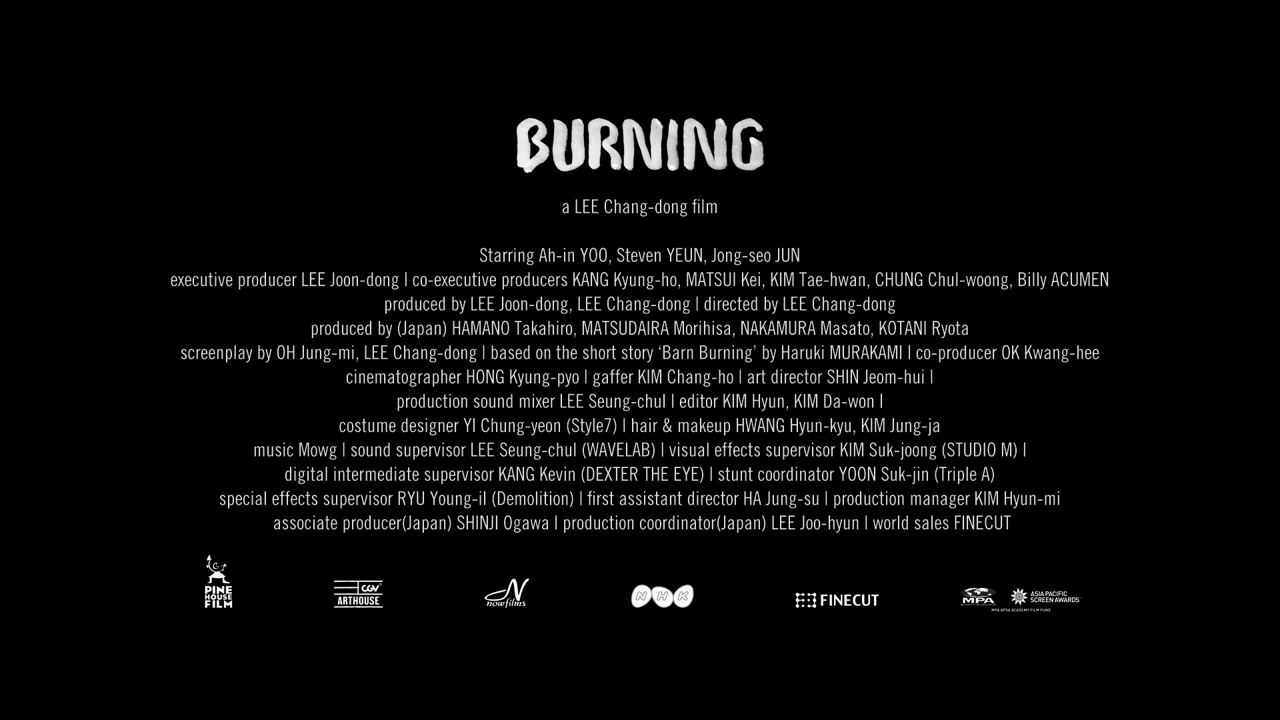 BURNING
a LEE Chang-dong film
Starring Ah-in YOO, Steven YEUN, Jong-seo JUN
executive producer LEE Joon-dong | co-executive producers KANG Kyung-ho, MATSUI Kei, KIM Tae-hwan, CHUNG Chul-woong, Billy ACUMEN
produced by LEE Joon-dong, LEE Chang-dong | directed by LEE Chang-dong
produced by (Japan) HAMANO Takahiro, MATSUDAIRA Morihisa, NAKAMURA Masato, KOTANI Ryota
screenplay by OH Jung-mi, LEE Chang-dong | based on the short story ‘Barn Burning’ by Haruki MURAKAMI | co-producer OK Kwang-hee
cinematographer HONG Kyung-pyo | gaffer KIM Chang-ho | art director SHIN Jeom-hui |
production sound mixer LEE Seung-chul | editor KIM Hyun, KIM Da-won |
costume designer YI Chung-yeon (Style7) | hair & makeup HWANG Hyun-kyu, KIM Jung-ja
music Mowg | sound supervisor LEE Seung-chul (WAVELAB) | visual effects supervisor KIM Suk-joong (STUDIO M) |
digital intermediate supervisor KANG Kevin (DEXTER THE EYE) | stunt coordinator YOON Suk-jin (Triple A)
special effects supervisor RYU Young-il (Demolition) | first assistant director HA Jung-su | production manager KIM Hyun-mi
associate producer(Japan) SHINJI Ogawa | production coordinator(Japan) LEE Joo-hyun | world sales FINECUT
PINE
HOUSE
FILM
CGV
ARTHOUSE
N
nowfilms
NHK
FINECUT
MPA
ASIA PACIFIC
SCREEN AWARDS
MPA APSA ACADEMY FILM FUND